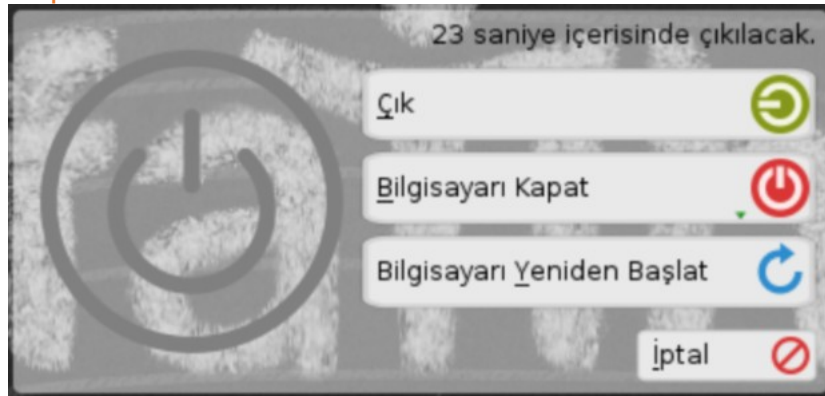 23 saniye içerisinde çıkılacak.
Çık
Bilgisayarı Kapat
Bilgisayarı Yeniden Başlat
İptal